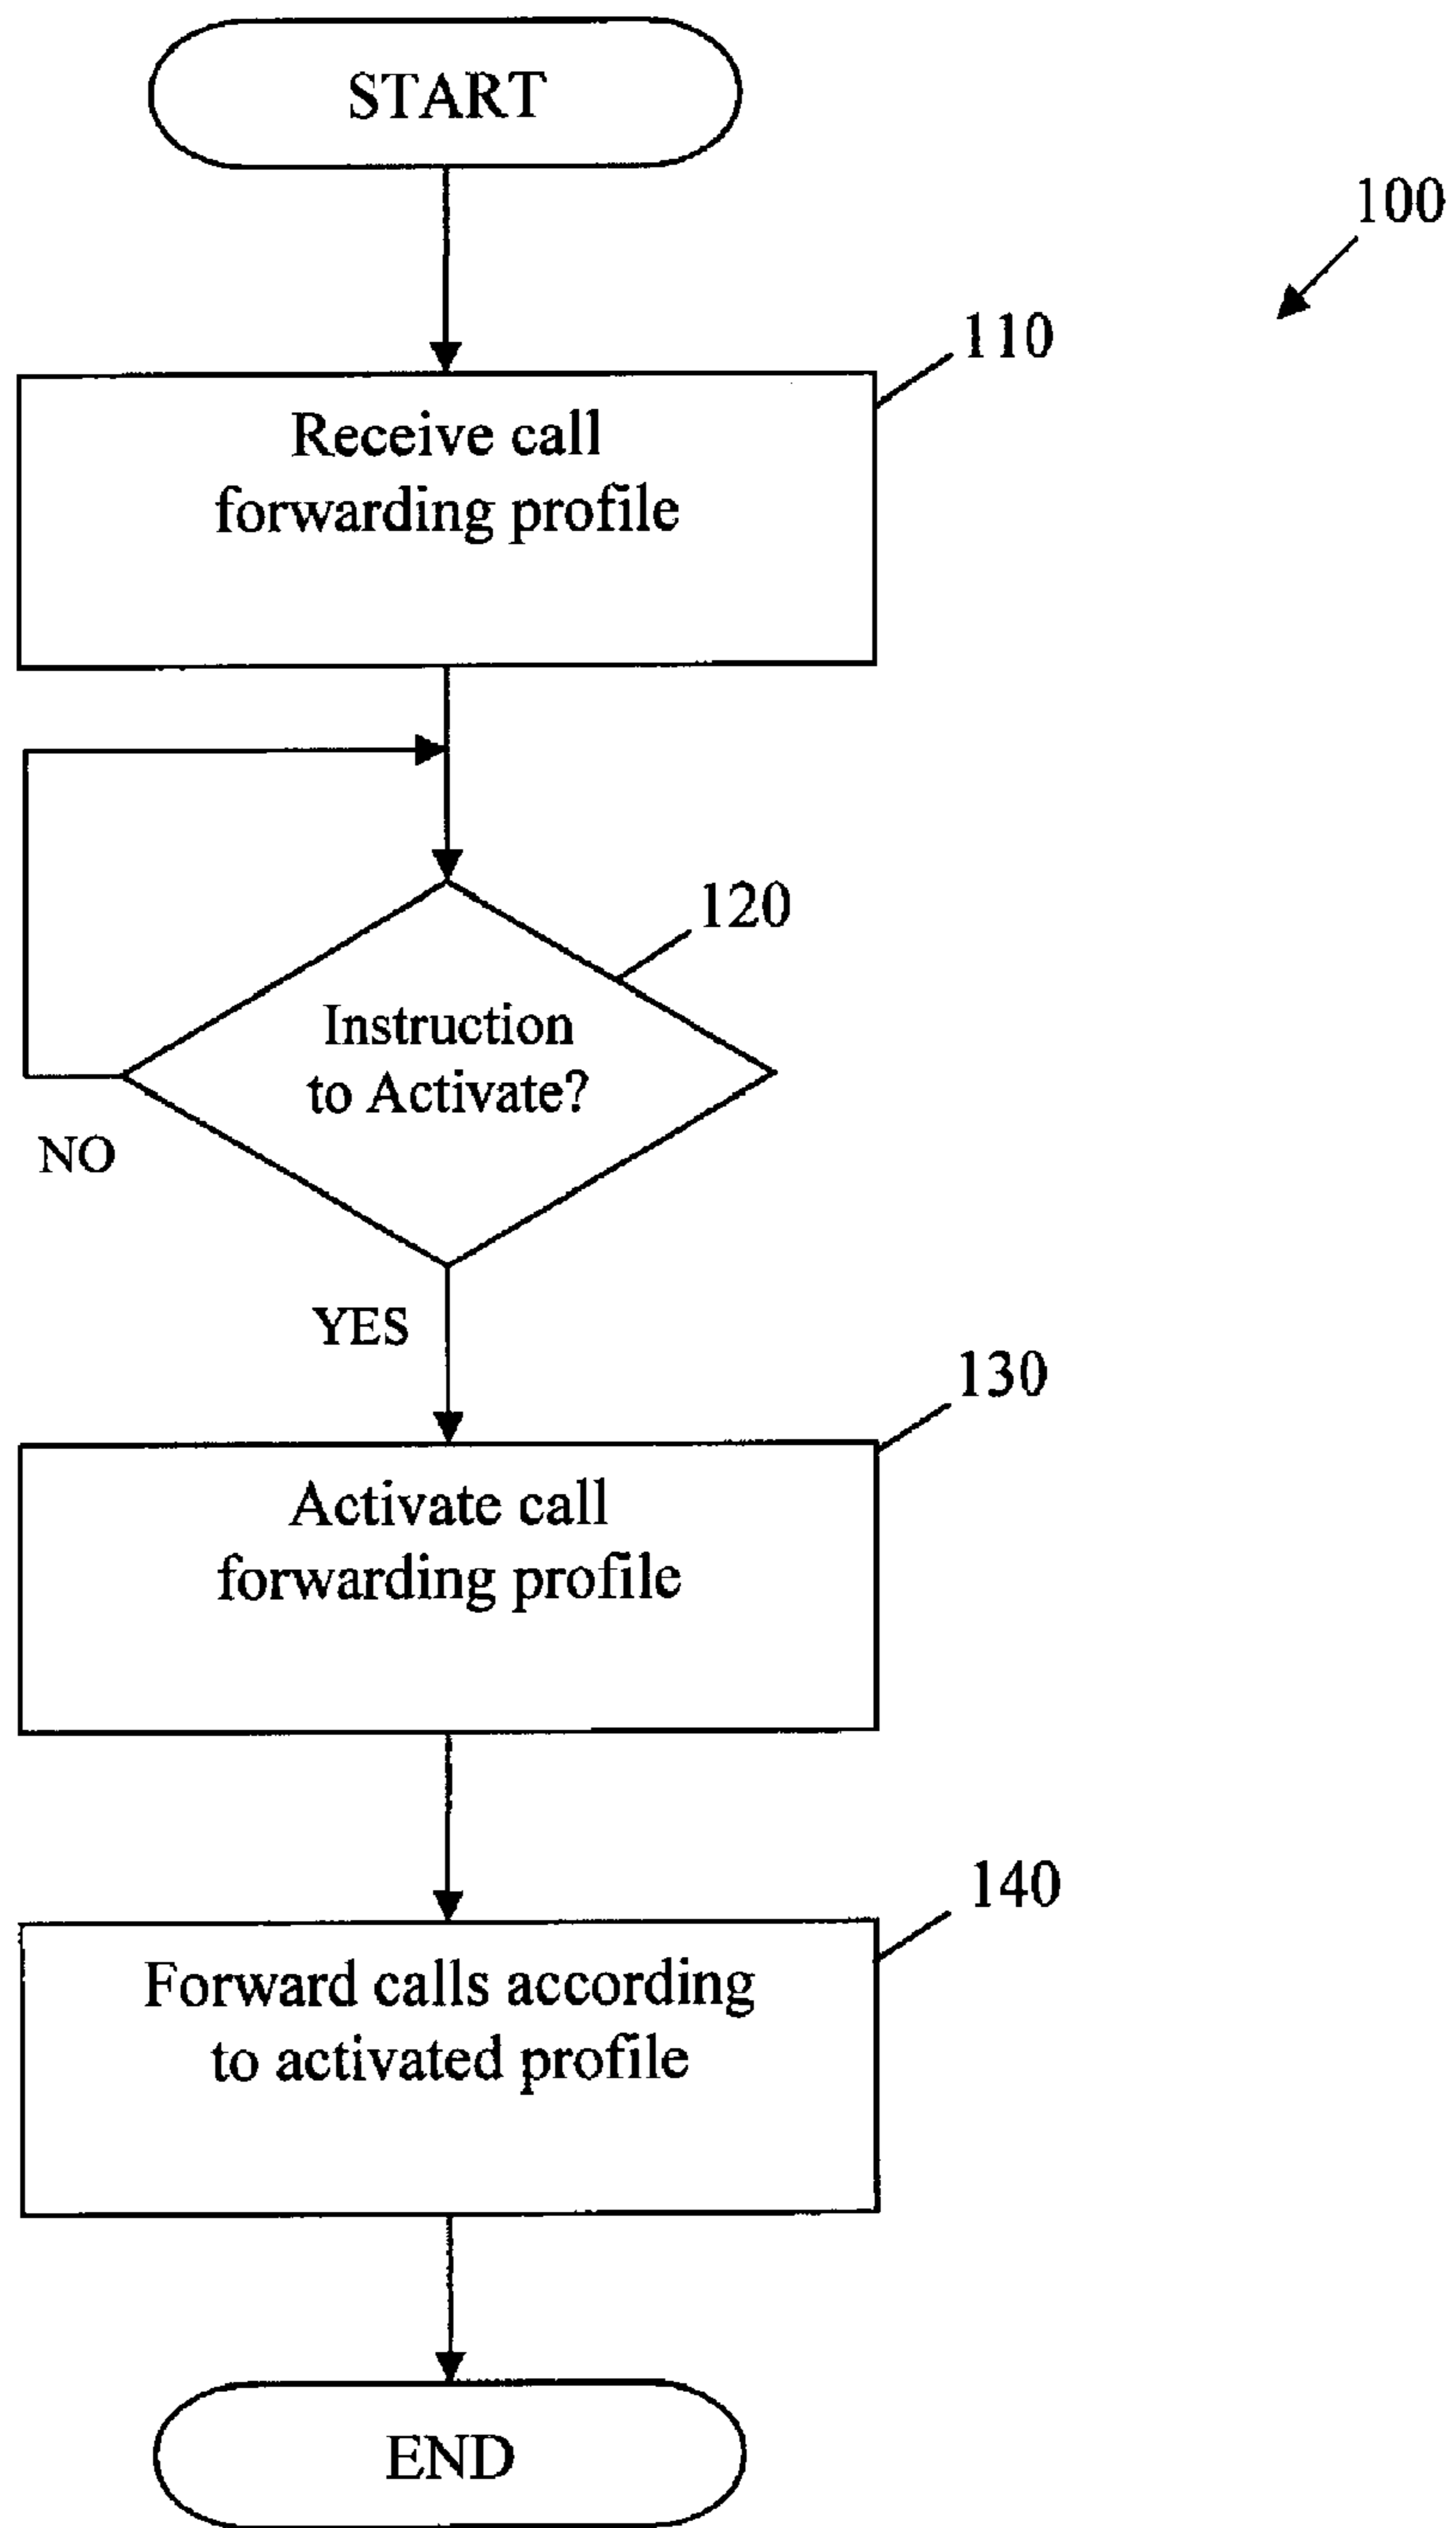 START
100
110
Receive call
forwarding profile
120
Instruction
to Activate?
NO
YES
130
Activate call
forwarding profile
140
Forward calls according
to activated profile
END